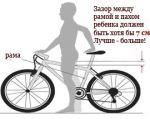 Зазор между
рамой и пахом
ребенка должен
быть хотя бы 7 см
Лучше - больше!
рама